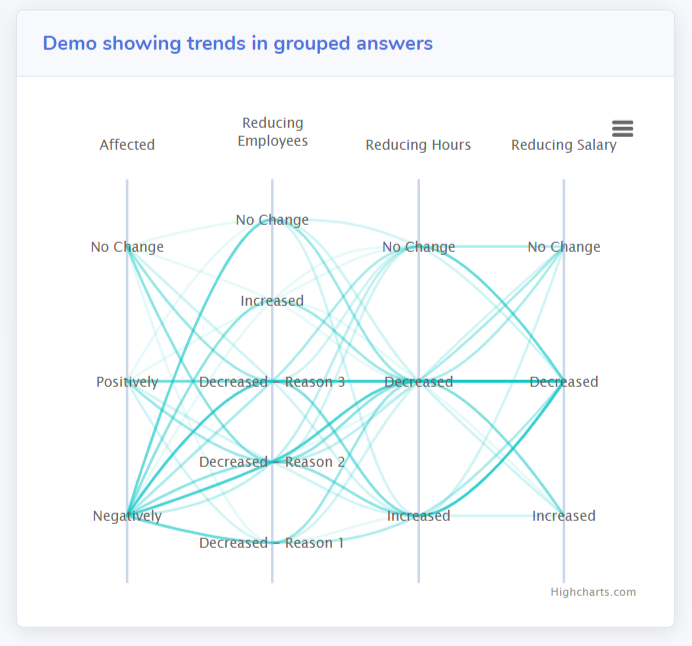 Demo showing trends in grouped answers
Affected
Reducing
Employees
Reducing Hours
Reducing Salary
No Change
Positively
Negatively
No Change
Increased
Decreased - Reason 3
Decreased - Reason 2
Decreased - Reason 1
No Change
Decreased
Increased
No Change
Decreased
Increased
Highcharts.com